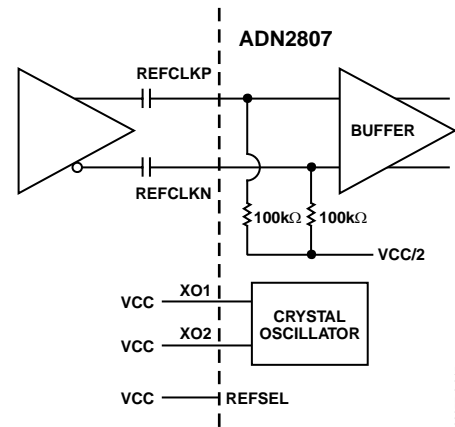 ADN2807
REFCLKP
BUFFER
REFCLKN
100kΩ 100kΩ
VCC/2
VCC XO1
CRYSTAL
OSCILLATOR
VCC XO2
VCC REFSEL